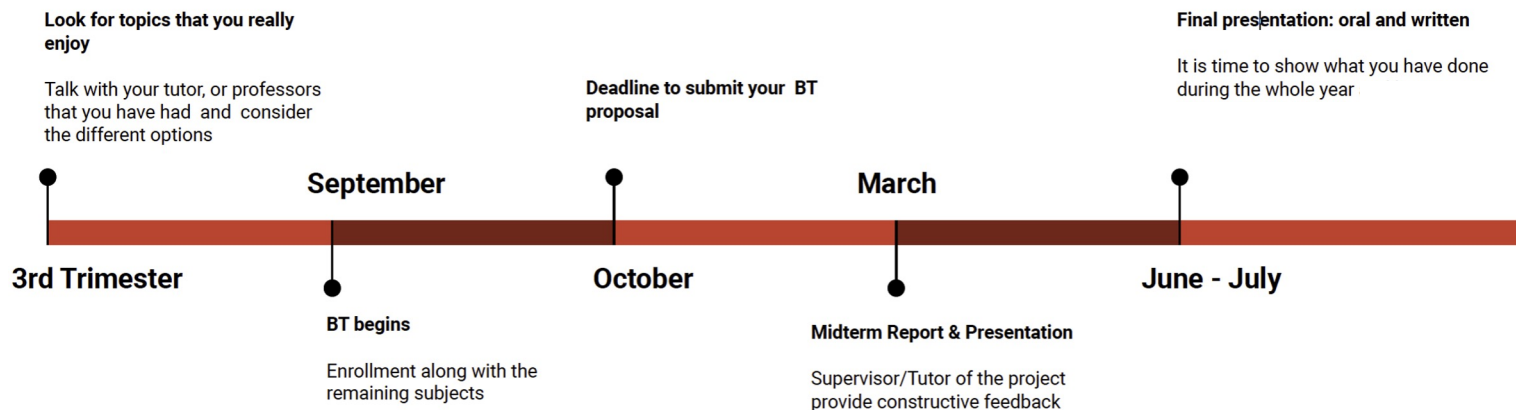 Look for topics that you really
enjoy
Talk with your tutor, or professors
that you have had and consider
the different options
3rd Trimester
September
BT begins
Enrollment along with the
remaining subjects
Deadline to submit your BT
proposal
October
March
Midterm Report & Presentation
Supervisor/Tutor of the project
provide constructive feedback
Final presentation: oral and written
It is time to show what you have done
during the whole year
June - July